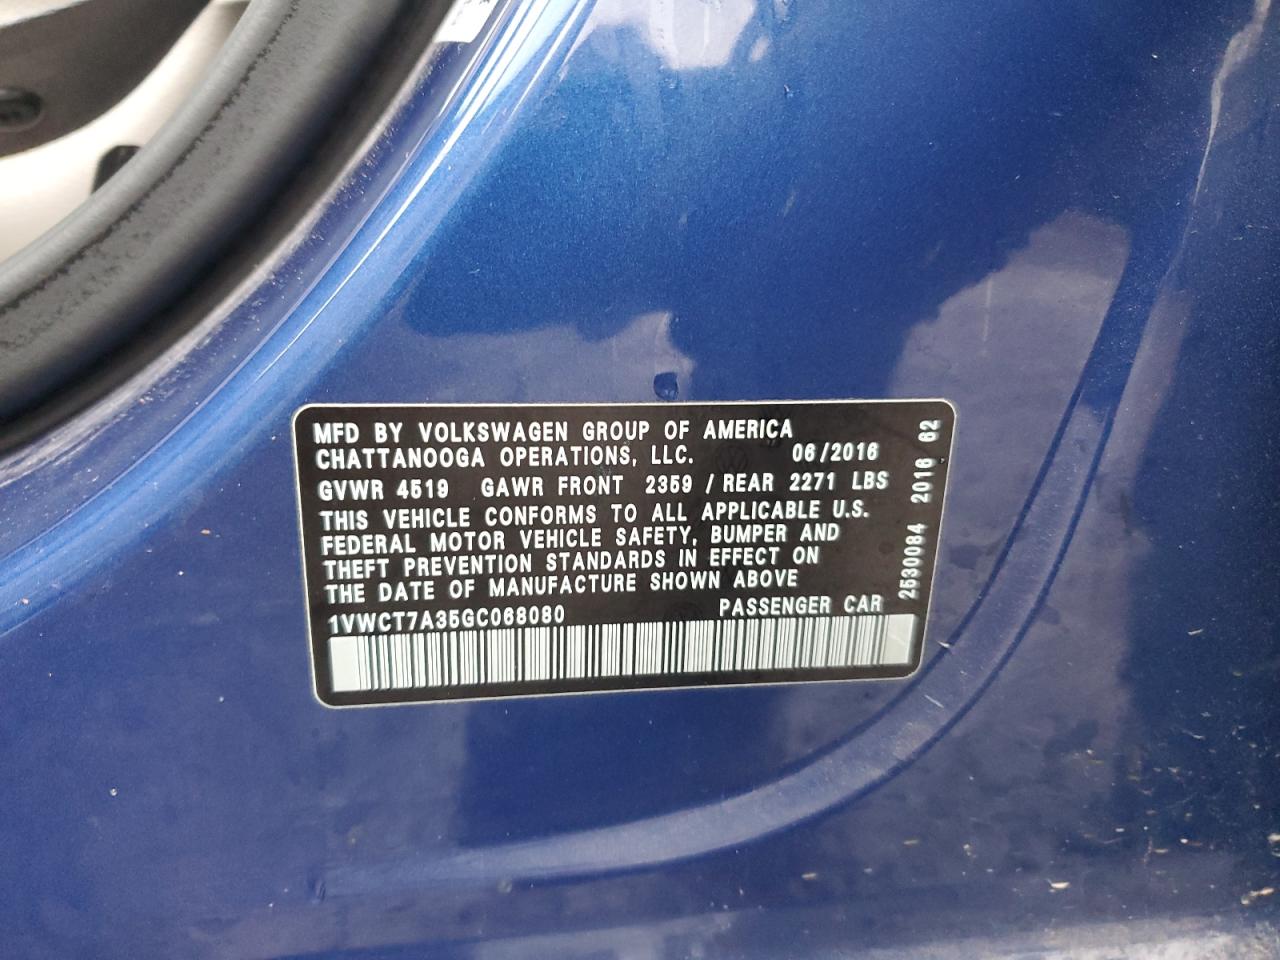 MFD BY VOLKSWAGEN GROUP OF AMERICA
CHATTANOOGA OPERATIONS, LLC. 06/2016
GVWR 4519 GAWR FRONT 2359 / REAR 2271 LBS
THIS VEHICLE CONFORMS TO ALL APPLICABLE U.S.
FEDERAL MOTOR VEHICLE SAFETY, BUMPER AND
THEFT PREVENTION STANDARDS IN EFFECT ON
THE DATE OF MANUFACTURE SHOWN ABOVE
1VWCT7A35GC068080 PASSENGER CAR
2530084 2016 62